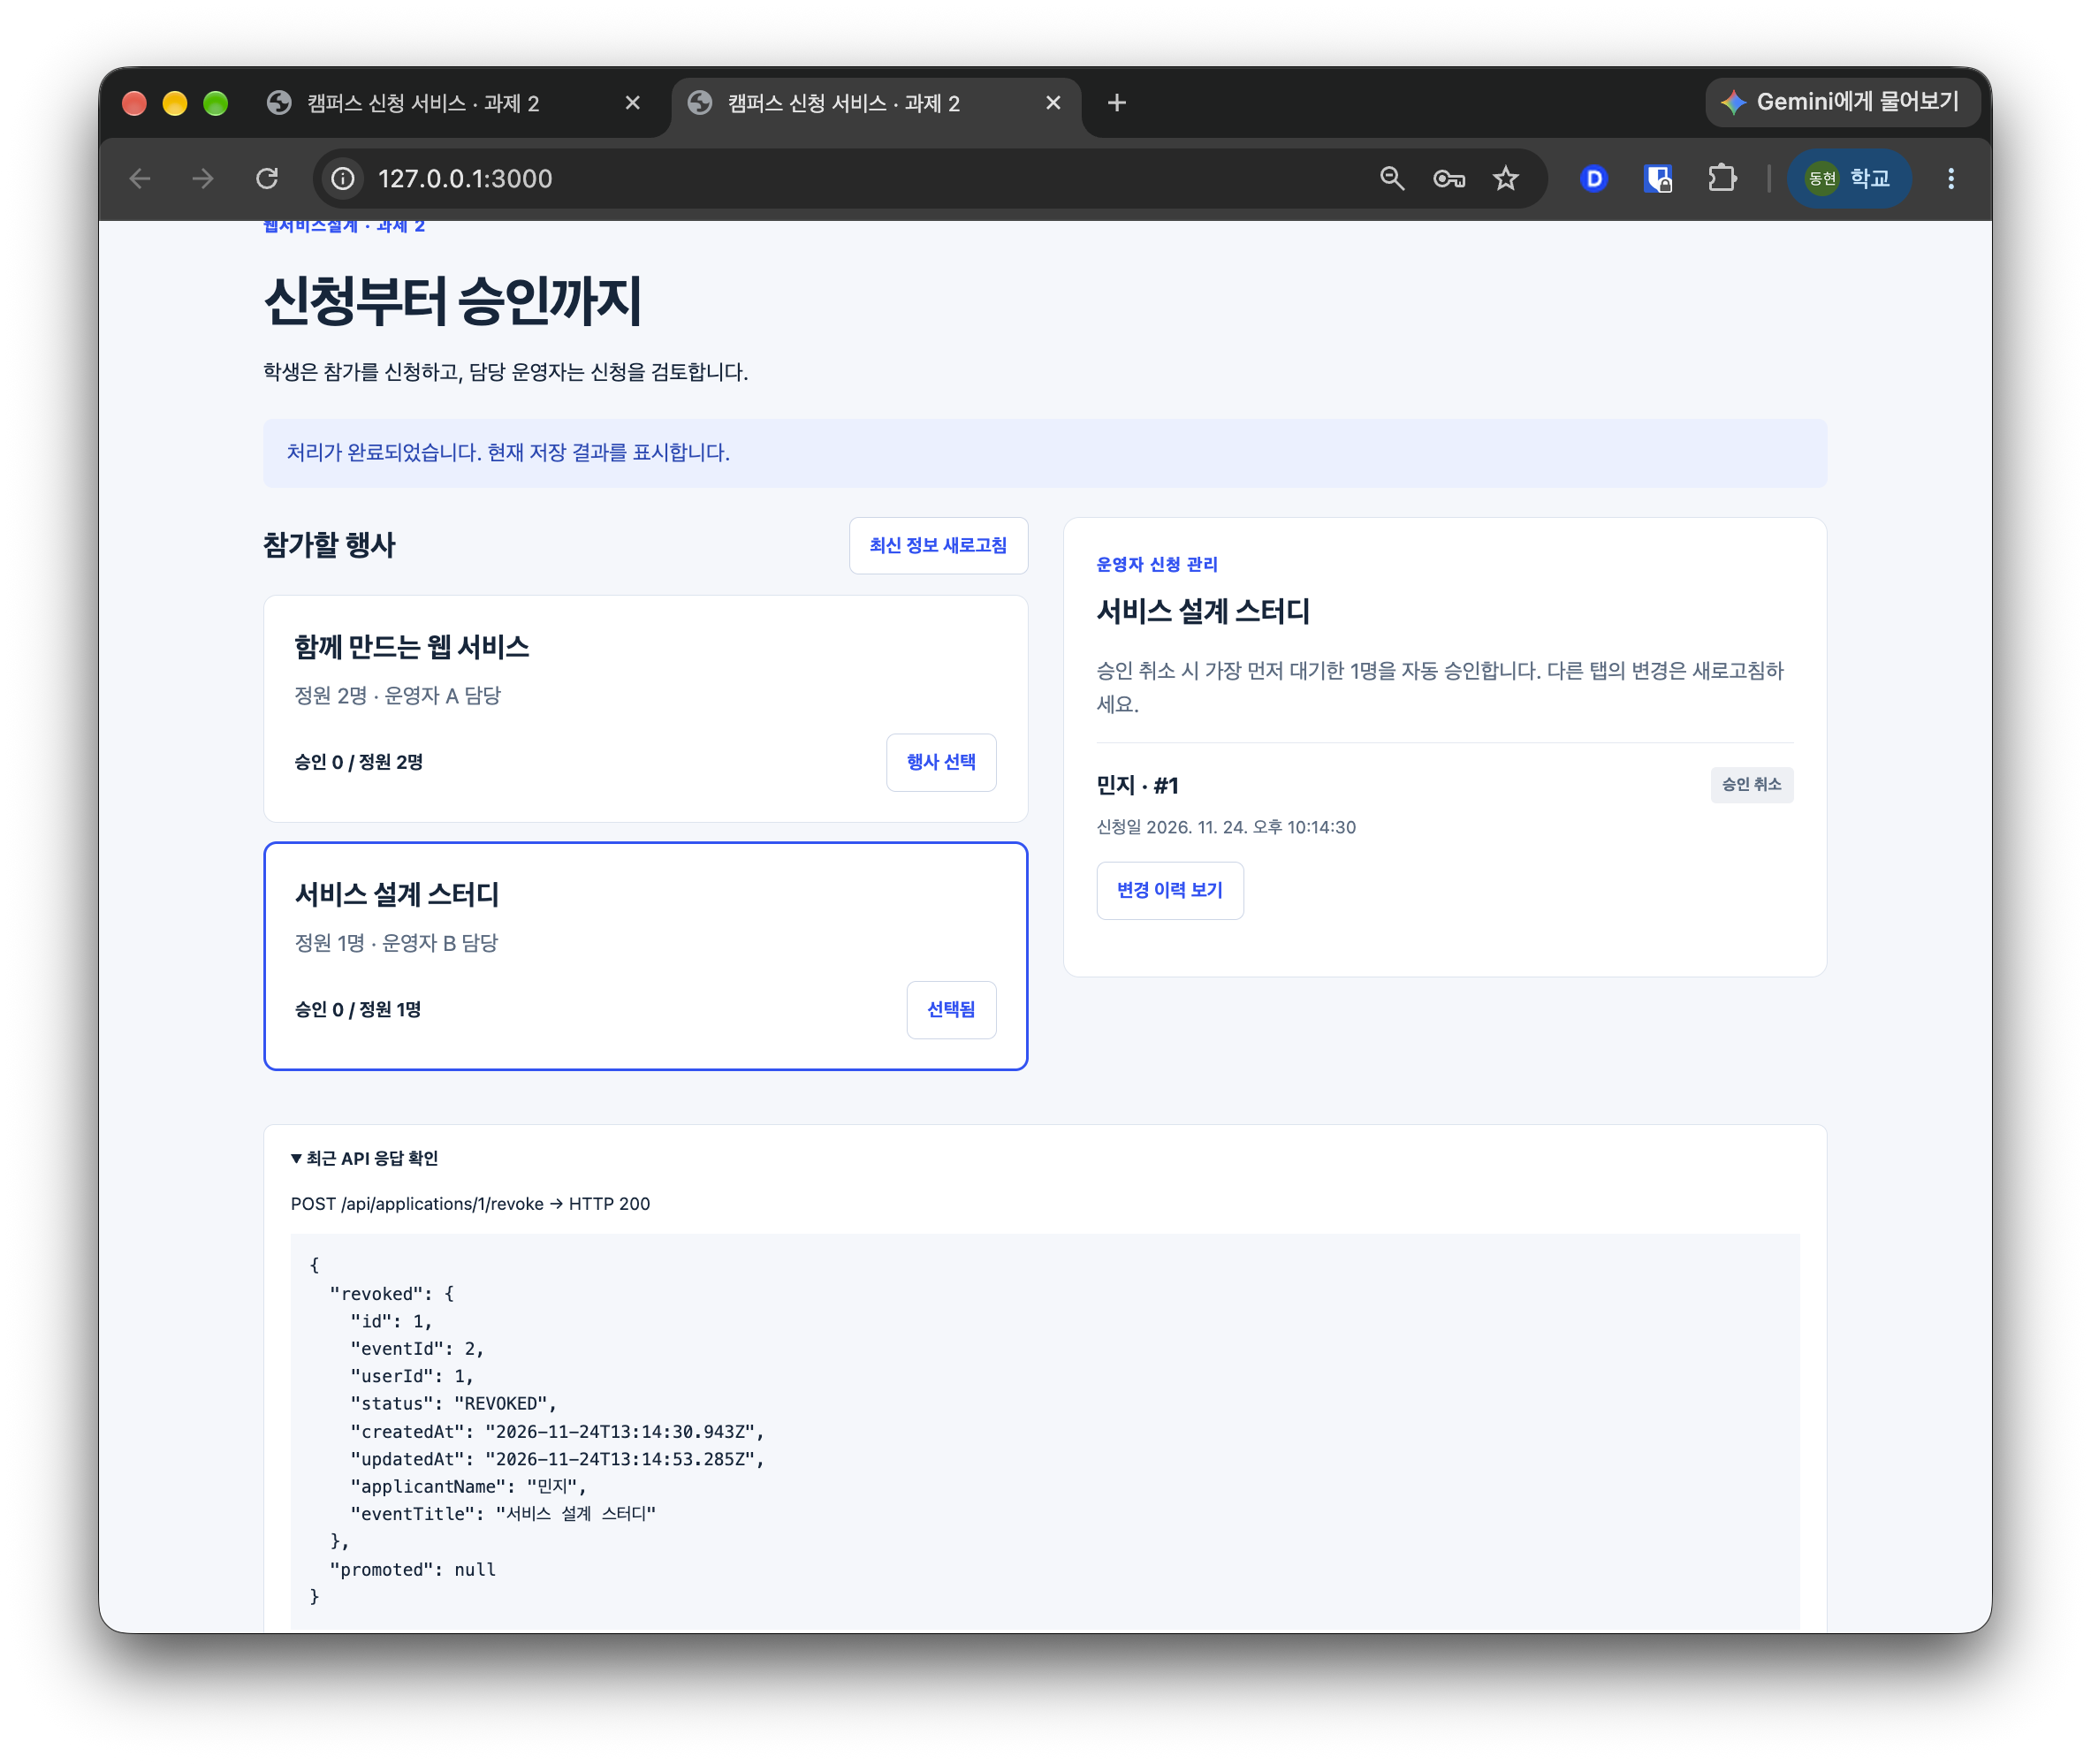 캠퍼스 신청 서비스 · 과제 2
캠퍼스 신청 서비스 · 과제 2
Gemini에게 물어보기
127.0.0.1:3000
D
동현 학교
웹서비스설계 · 과제 2
신청부터 승인까지
학생은 참가를 신청하고, 담당 운영자는 신청을 검토합니다.
처리가 완료되었습니다. 현재 저장 결과를 표시합니다.
참가할 행사
최신 정보 새로고침
함께 만드는 웹 서비스
정원 2명 · 운영자 A 담당
승인 0 / 정원 2명
행사 선택
서비스 설계 스터디
정원 1명 · 운영자 B 담당
승인 0 / 정원 1명
선택됨
운영자 신청 관리
서비스 설계 스터디
승인 취소 시 가장 먼저 대기한 1명을 자동 승인합니다. 다른 탭의 변경은 새로고침하
세요.
민지 · #1
승인 취소
신청일 2026. 11. 24. 오후 10:14:30
변경 이력 보기
▼ 최근 API 응답 확인
POST /api/applications/1/revoke → HTTP 200
{
"revoked": {
"id": 1,
"eventId": 2,
"userId": 1,
"status": "REVOKED",
"createdAt": "2026-11-24T13:14:30.943Z",
"updatedAt": "2026-11-24T13:14:53.285Z",
"applicantName": "민지",
"eventTitle": "서비스 설계 스터디"
},
"promoted": null
}